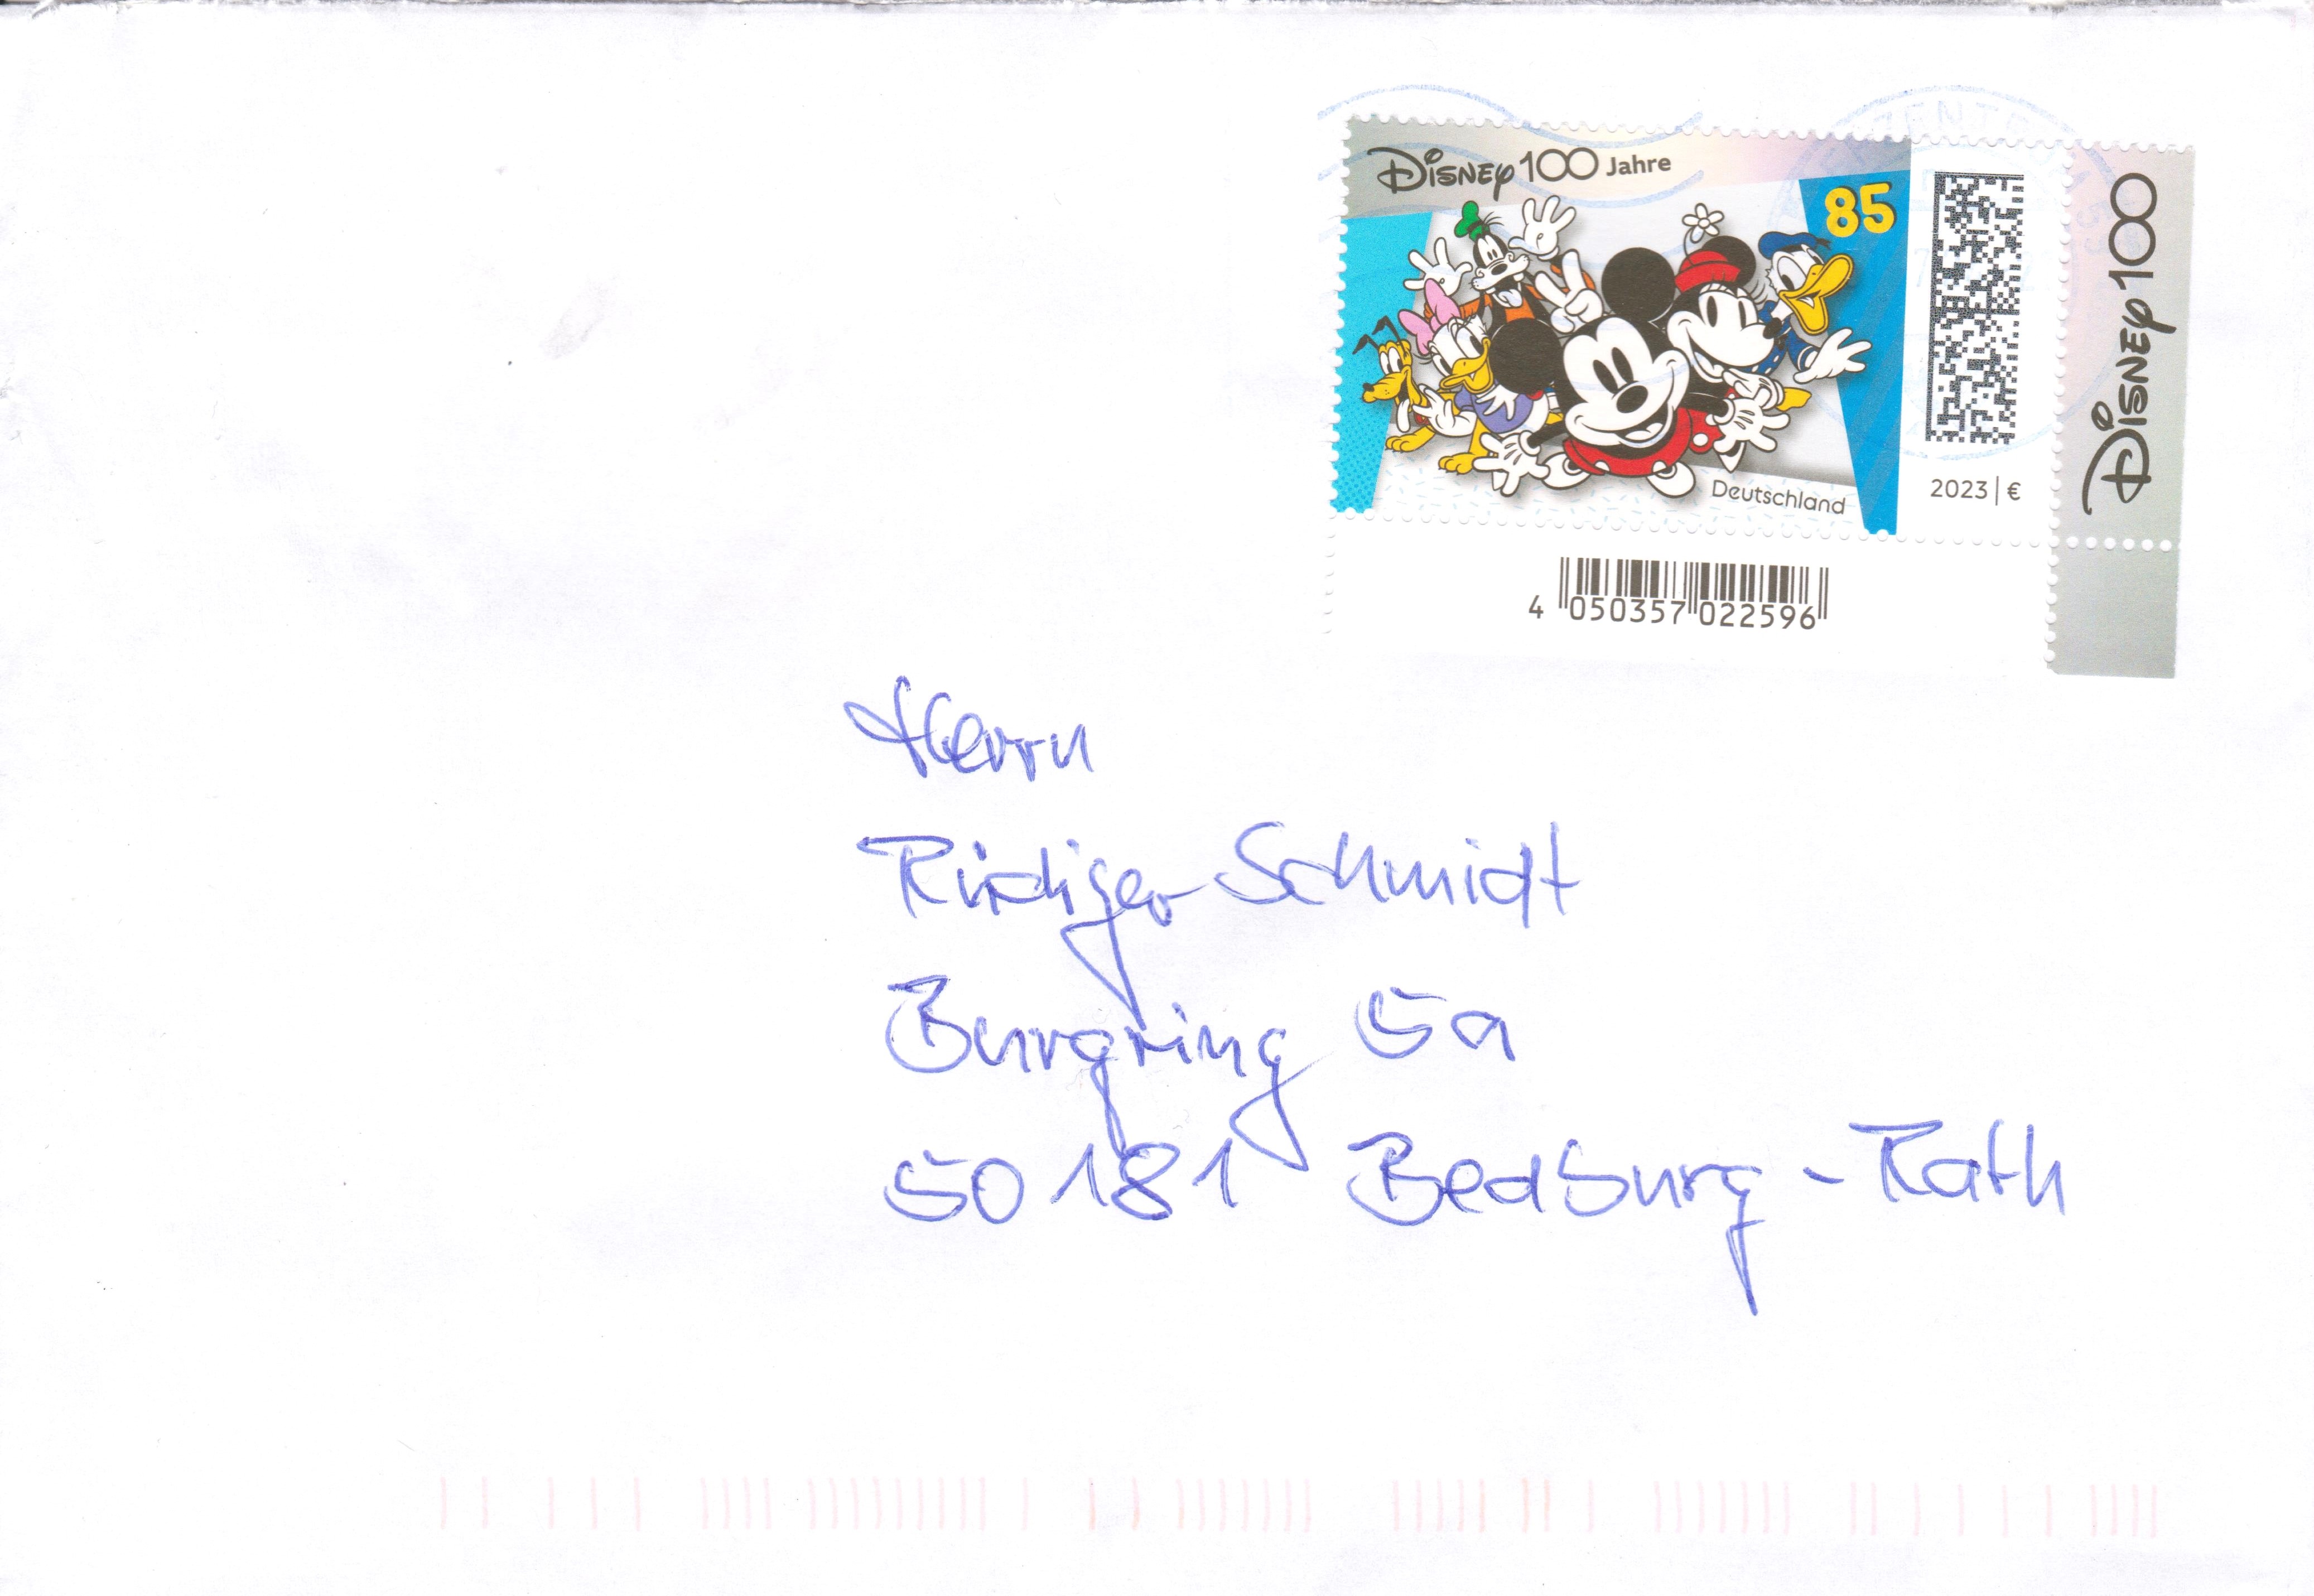 Disney 100 Jahre
85
Deutschland
2023 | €
Disney 100
4 050357 022596
Herrn
Rüdiger Schmidt
Burgring 5a
50181 Bedburg-Rath